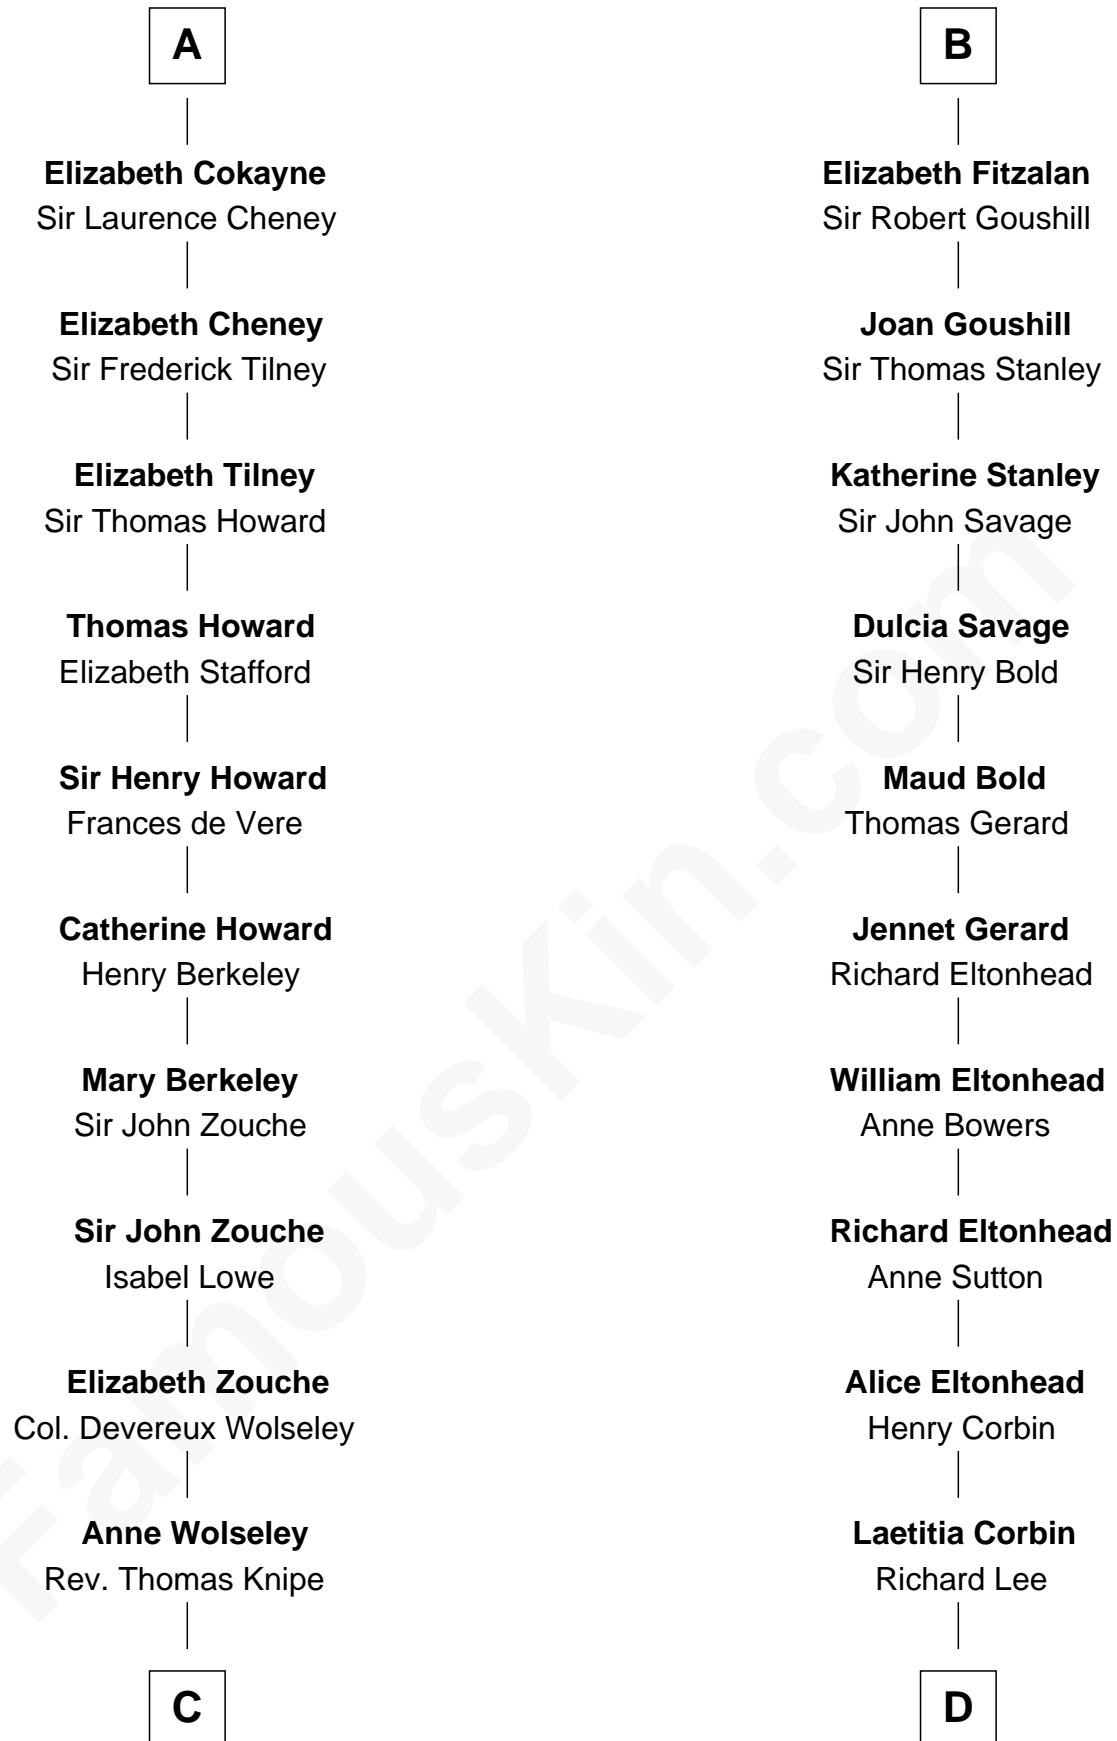 A
Elizabeth Cokayne
Sir Laurence Cheney
Elizabeth Cheney
Sir Frederick Tilney
Elizabeth Tilney
Sir Thomas Howard
Thomas Howard
Elizabeth Stafford
Sir Henry Howard
Frances de Vere
Catherine Howard
Henry Berkeley
Mary Berkeley
Sir John Zouche
Sir John Zouche
Isabel Lowe
Elizabeth Zouche
Col. Devereux Wolseley
Anne Wolseley
Rev. Thomas Knipe
C
B
Elizabeth Fitzalan
Sir Robert Goushill
Joan Goushill
Sir Thomas Stanley
Katherine Stanley
Sir John Savage
Dulcia Savage
Sir Henry Bold
Maud Bold
Thomas Gerard
Jennet Gerard
Richard Eltonhead
William Eltonhead
Anne Bowers
Richard Eltonhead
Anne Sutton
Alice Eltonhead
Henry Corbin
Laetitia Corbin
Richard Lee
D
FamousKin.com